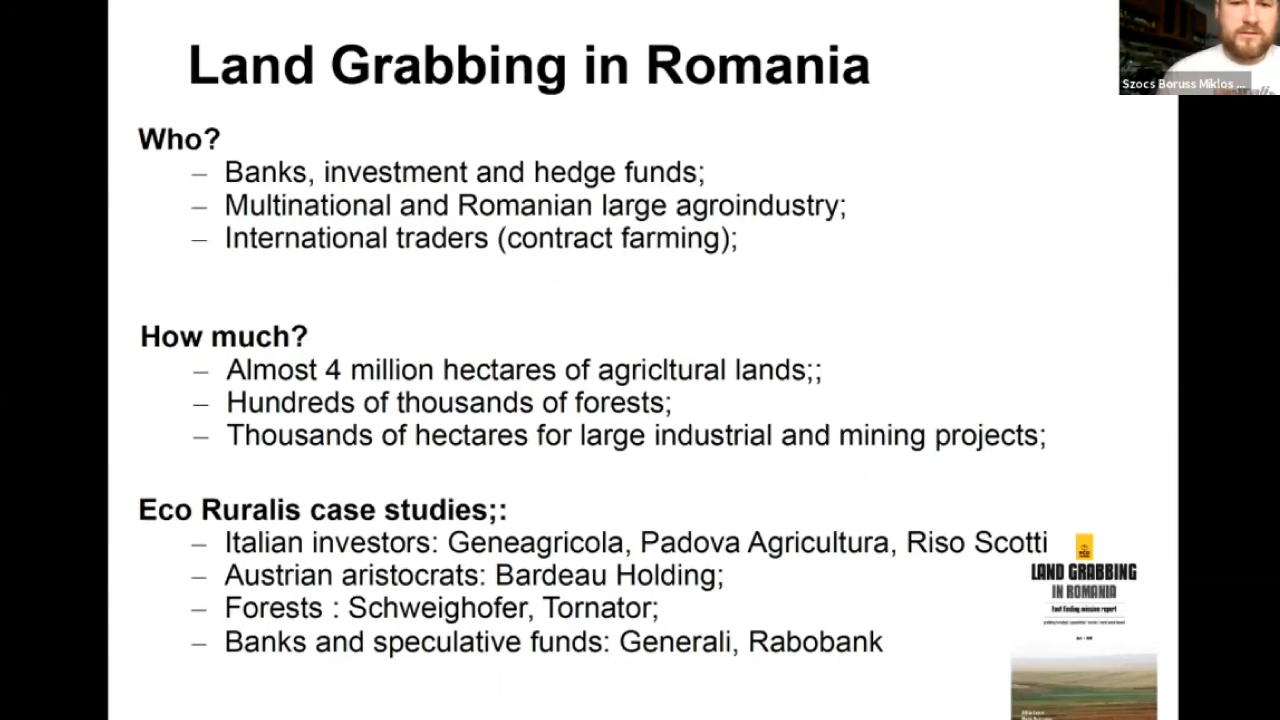 Land Grabbing in Romania
Szocs Boruss Miklos ...
Who?
– Banks, investment and hedge funds;
– Multinational and Romanian large agroindustry;
– International traders (contract farming);
How much?
– Almost 4 million hectares of agricltural lands;;
– Hundreds of thousands of forests;
– Thousands of hectares for large industrial and mining projects;
Eco Ruralis case studies;:
– Italian investors: Geneagricola, Padova Agricultura, Riso Scotti
– Austrian aristocrats: Bardeau Holding;
– Forests : Schweighofer, Tornator;
– Banks and speculative funds: Generali, Rabobank
LAND GRABBING
IN ROMANIA
fact finding mission report